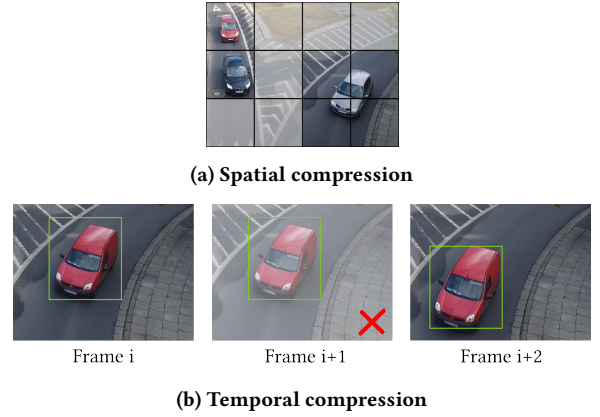 (a) Spatial compression
Frame i
Frame i+1
Frame i+2
(b) Temporal compression